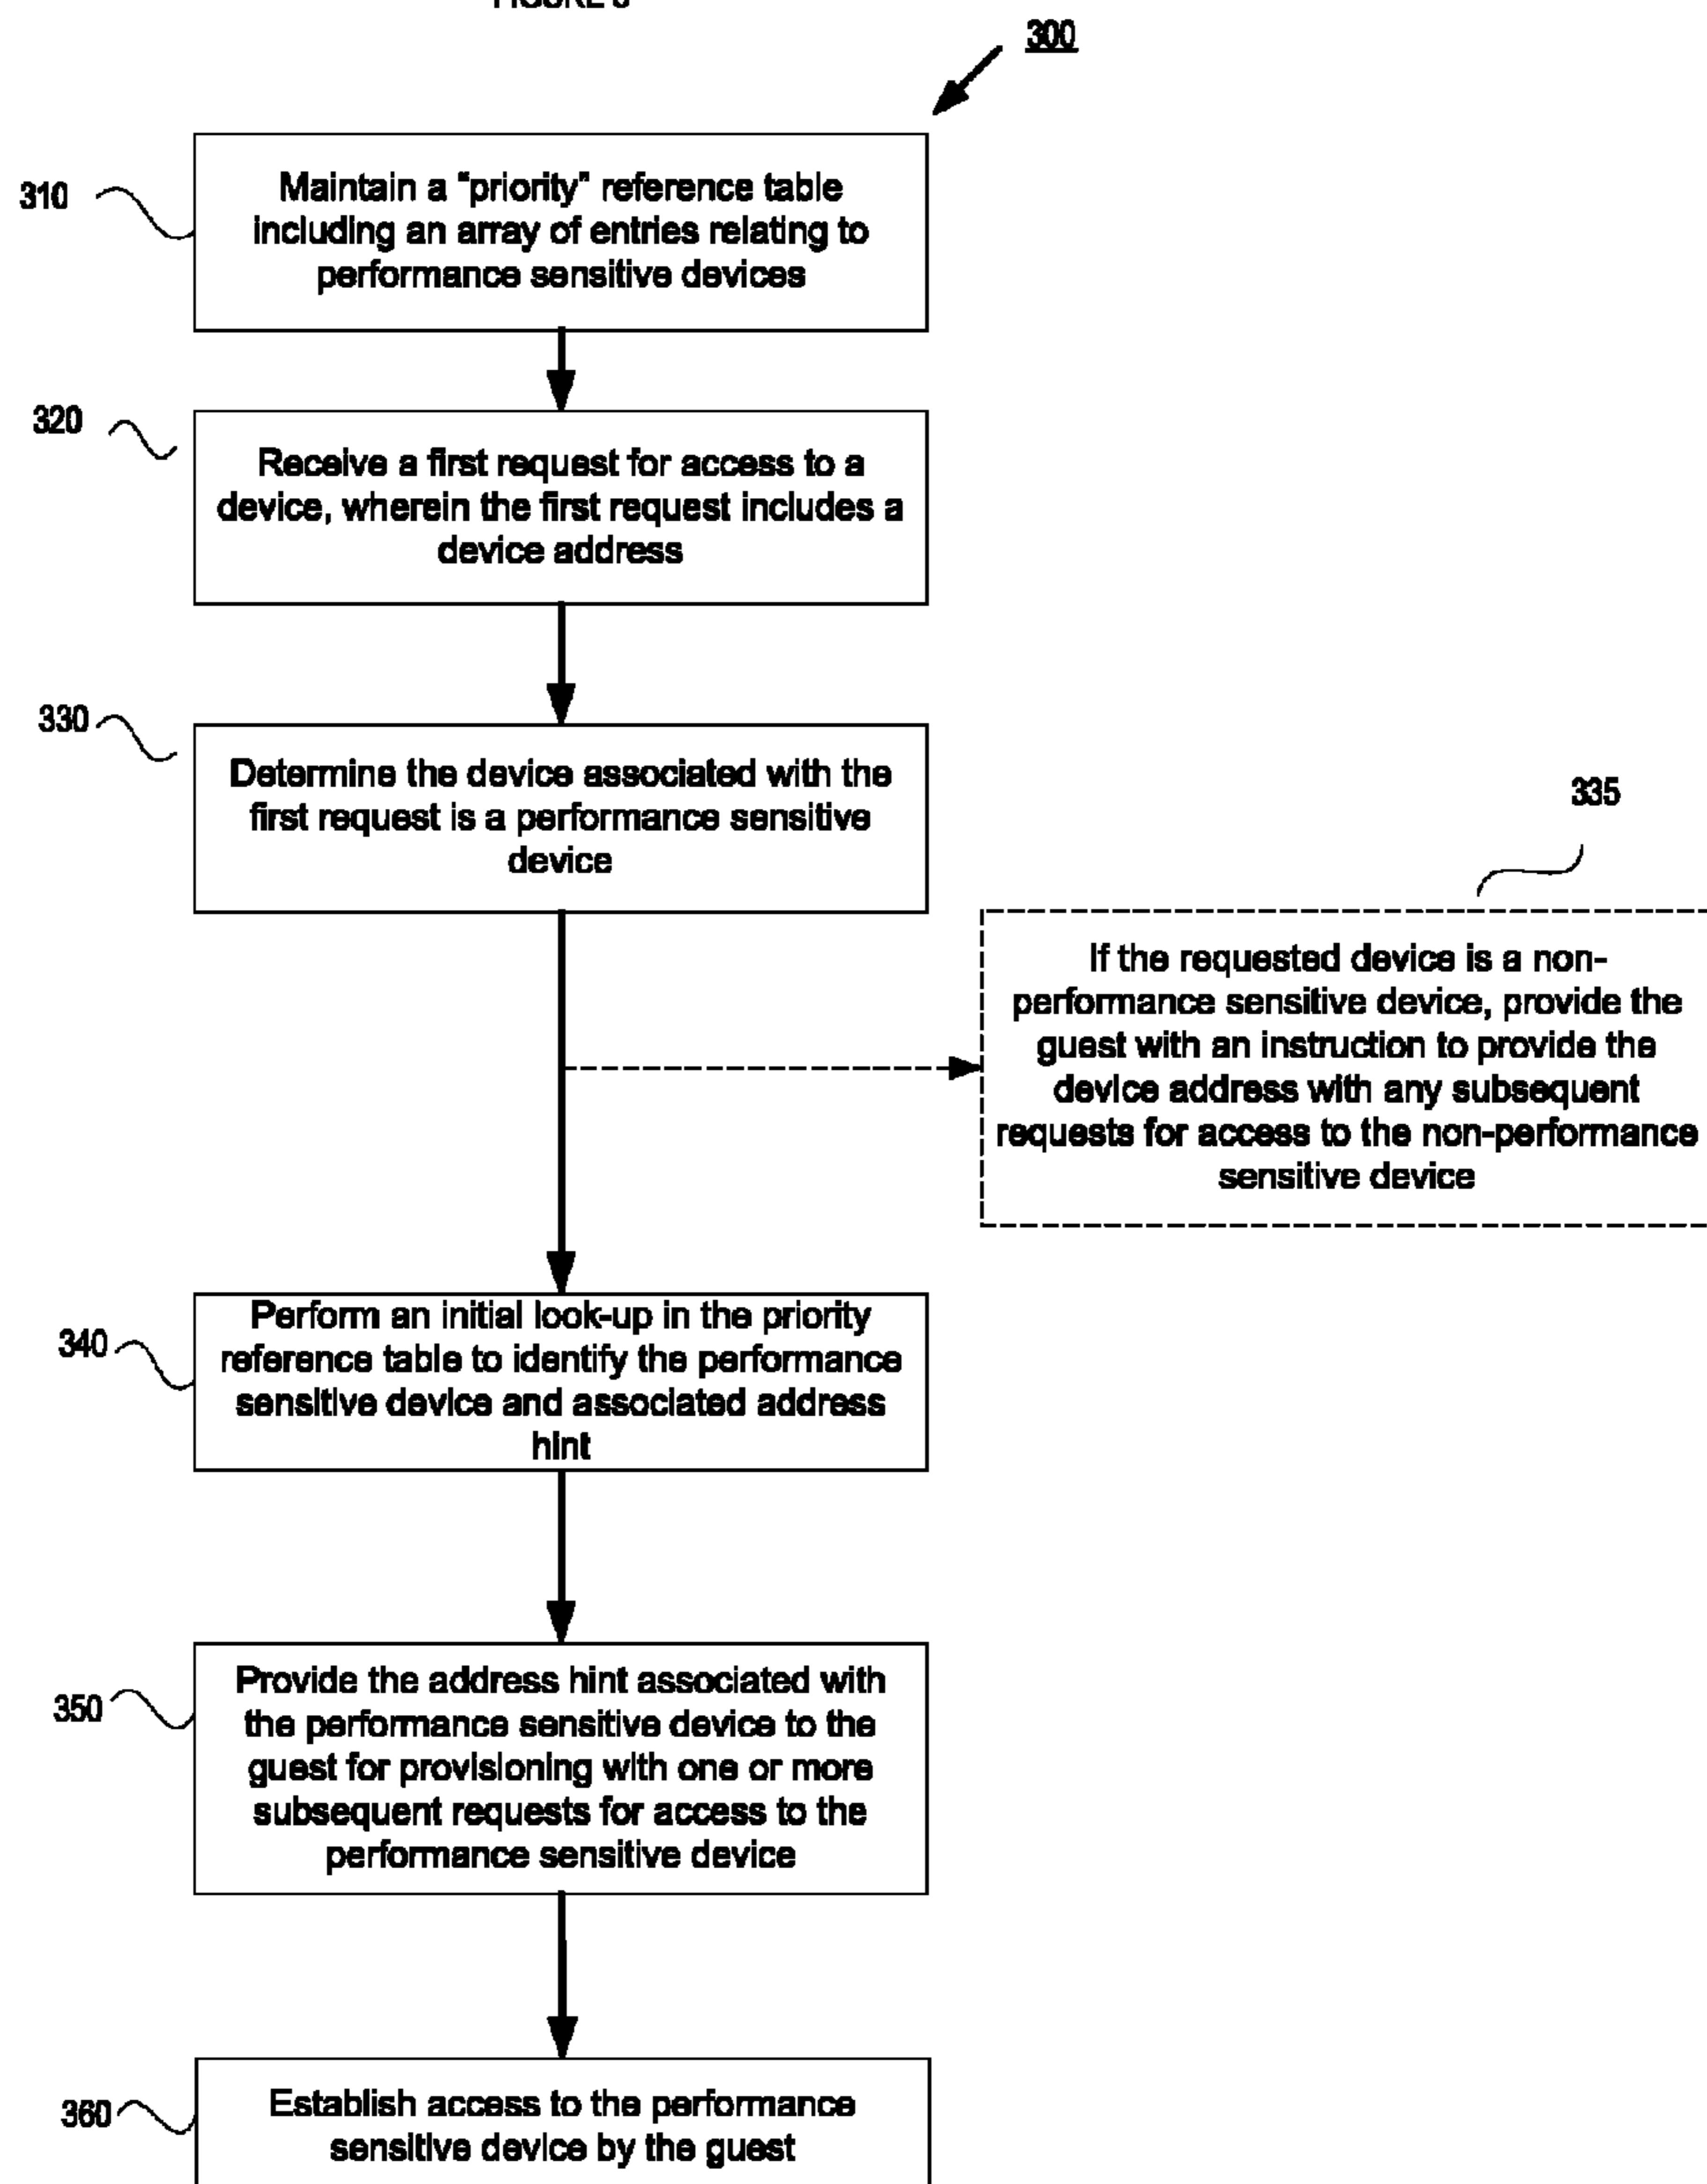 300
310
Maintain a “priority” reference table
including an array of entries relating to
performance sensitive devices
320
Receive a first request for access to a
device, wherein the first request includes a
device address
330
Determine the device associated with the
first request is a performance sensitive
device
335
If the requested device is a non-
performance sensitive device, provide the
guest with an instruction to provide the
device address with any subsequent
requests for access to the non-performance
sensitive device
340
Perform an initial look-up in the priority
reference table to identify the performance
sensitive device and associated address
hint
350
Provide the address hint associated with
the performance sensitive device to the
guest for provisioning with one or more
subsequent requests for access to the
performance sensitive device
360
Establish access to the performance
sensitive device by the guest